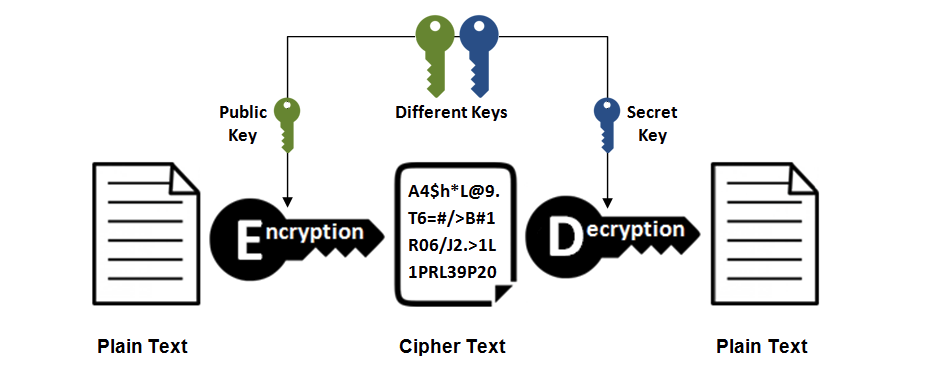 Public
Key
Different Keys
Secret
Key
Encryption
A4$h*L@9.
T6=#/>B#1
R06/J2.>1L
1PRL39P20
Decryption
Plain Text
Cipher Text
Plain Text